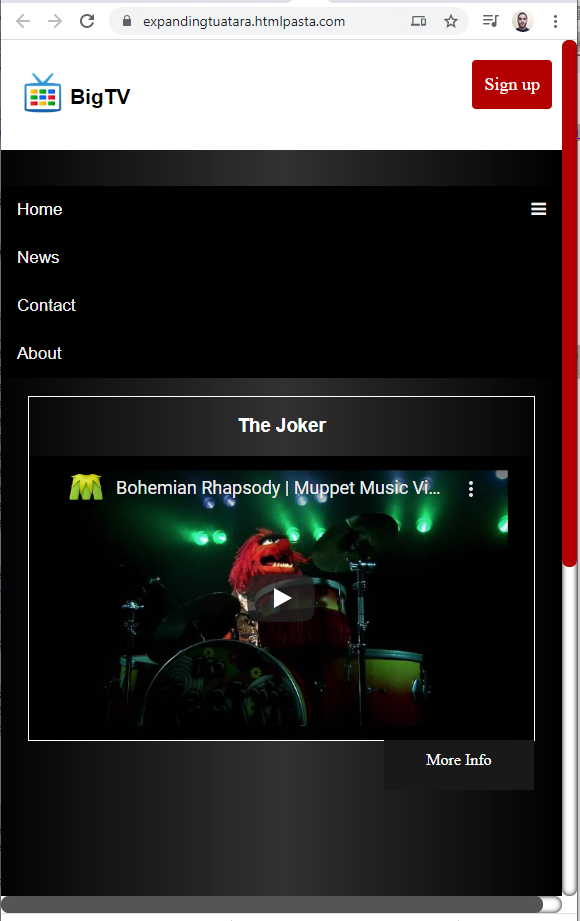 expandingtuatara.htmlpasta.com
BigTV
Sign up
Home
News
Contact
About
The Joker
Bohemian Rhapsody | Muppet Music Vi...
More Info